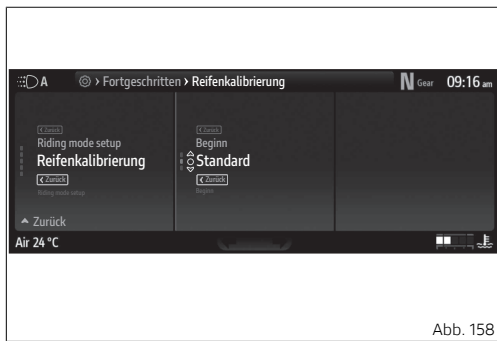 A
› Fortgeschritten › Reifenkalibrierung
N Gear
09:16 am
Zurück
Riding mode setup
Reifenkalibrierung
Zurück
Riding mode setup
Zurück
Zurück
Beginn
Standard
Zurück
Beginn
Air 24 °C
Abb. 158